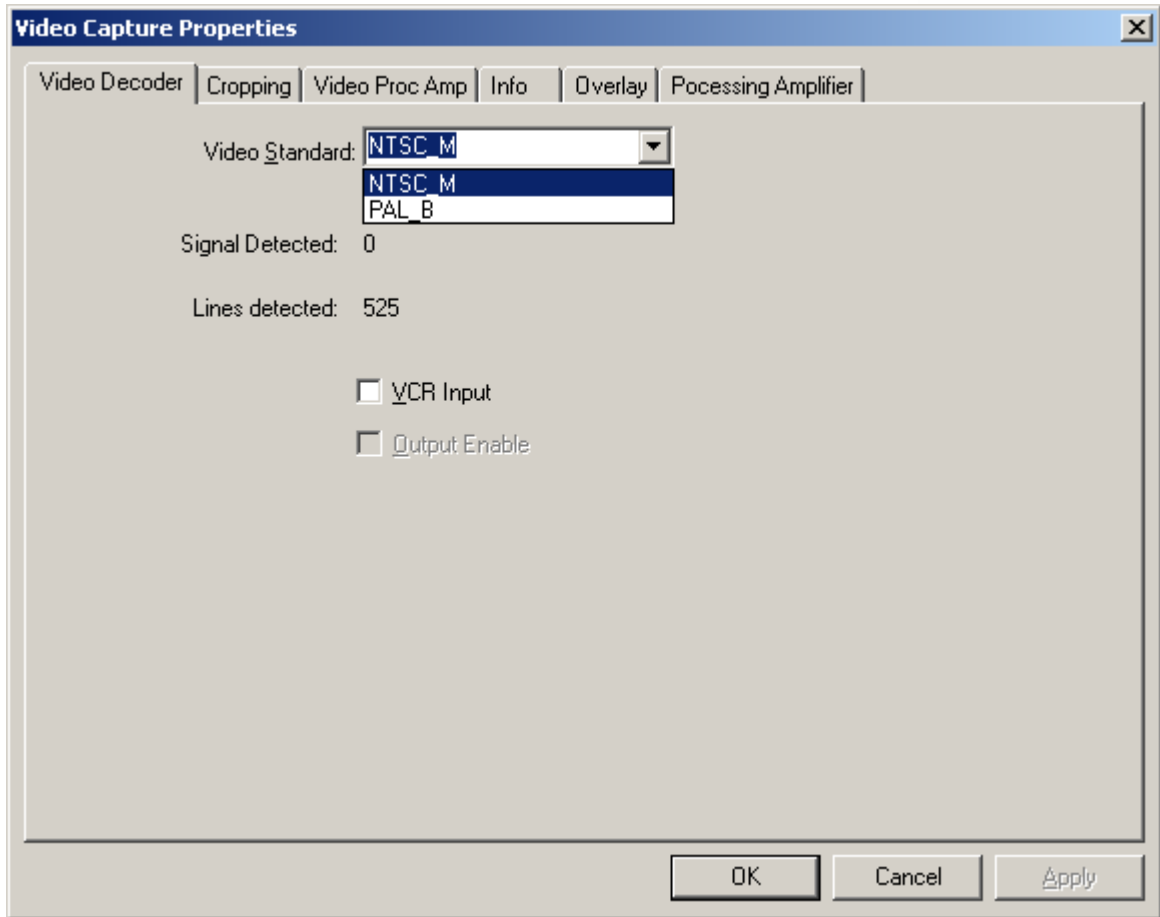 Video Capture Properties
Video Decoder Cropping Video Proc Amp Info Overlay Pocessing Amplifier
Video Standard: NTSC_M
NTSC_M
PAL_B
Signal Detected: 0
Lines detected: 525
VCR Input
Output Enable
OK Cancel Apply